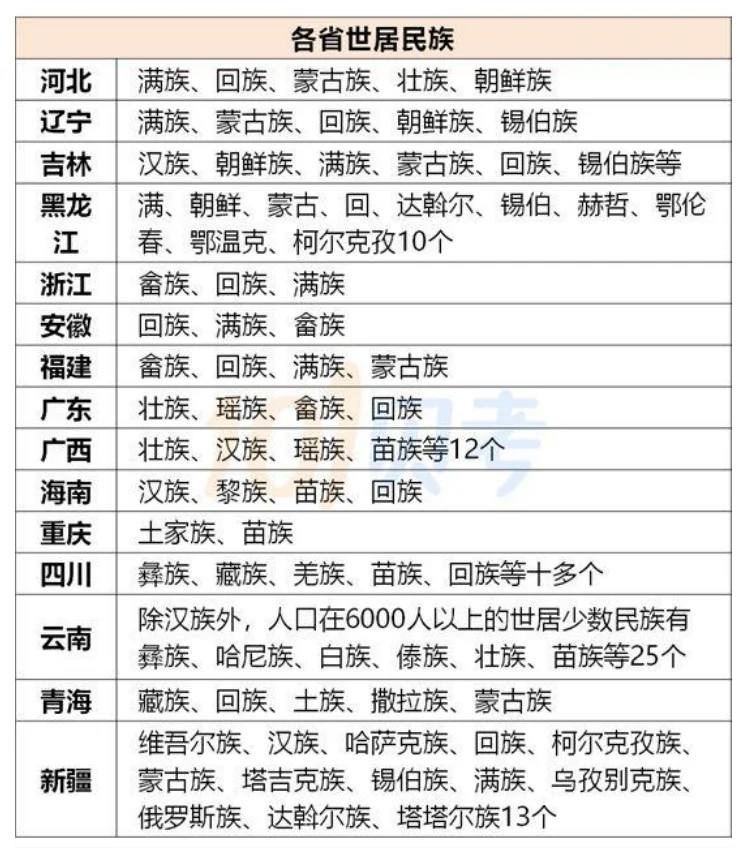 各省世居民族
河北 满族、回族、蒙古族、壮族、朝鲜族
辽宁 满族、蒙古族、回族、朝鲜族、锡伯族
吉林 汉族、朝鲜族、满族、蒙古族、回族、锡伯族等
黑龙江 满、朝鲜、蒙古、回、达斡尔、锡伯、赫哲、鄂伦
春、鄂温克、柯尔克孜10个
浙江 畲族、回族、满族
安徽 回族、满族、畲族
福建 畲族、回族、满族、蒙古族
广东 壮族、瑶族、畲族、回族
广西 壮族、汉族、瑶族、苗族等12个
海南 汉族、黎族、苗族、回族
重庆 土家族、苗族
四川 彝族、藏族、羌族、苗族、回族等十多个
云南 除汉族外，人口在6000人以上的世居少数民族有
彝族、哈尼族、白族、傣族、壮族、苗族等25个
青海 藏族、回族、土族、撒拉族、蒙古族
新疆 维吾尔族、汉族、哈萨克族、回族、柯尔克孜族、
蒙古族、塔吉克族、锡伯族、满族、乌孜别克族、
俄罗斯族、达斡尔族、塔塔尔族13个